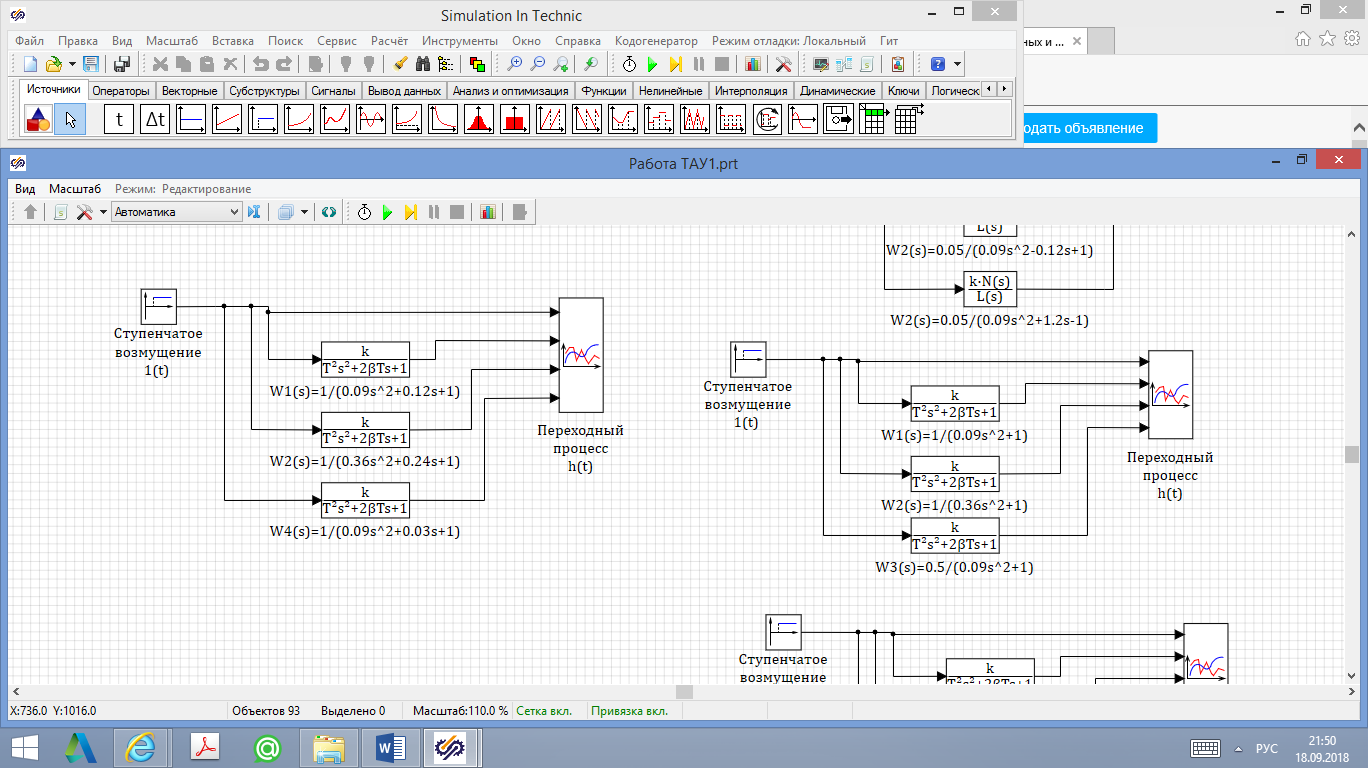 Simulation In Technic
Файл Правка Вид Масштаб Вставка Поиск Сервис Расчёт Инструменты Окно Справка Кодогенератор Режим отладки: Локальный Гит
ных и ...
Источники Операторы Векторные Субструктуры Сигналы Вывод данных Анализ и оптимизация Функции Нелинейные Интерполяция Динамические Ключи Логическ
t Δt
одать объявление
Работа ТАУ1.prt
Вид Масштаб Режим: Редактирование
Автоматика
Ступенчатое
возмущение
1(t)
k
T²s²+2βTs+1
W1(s)=1/(0.09s^2+0.12s+1)
k
T²s²+2βTs+1
W2(s)=1/(0.36s^2+0.24s+1)
k
T²s²+2βTs+1
W4(s)=1/(0.09s^2+0.03s+1)
Переходный
процесс
h(t)
L(s)
W2(s)=0.05/(0.09s^2-0.12s+1)
k·N(s)
L(s)
W2(s)=0.05/(0.09s^2+1.2s-1)
Ступенчатое
возмущение
1(t)
k
T²s²+2βTs+1
W1(s)=1/(0.09s^2+1)
k
T²s²+2βTs+1
W2(s)=1/(0.36s^2+1)
k
T²s²+2βTs+1
W3(s)=0.5/(0.09s^2+1)
Переходный
процесс
h(t)
Ступенчатое
возмущение
k
T²s²+2βTs+1
X:736.0 Y:1016.0 Объектов 93 Выделено 0 Масштаб:110.0 % Сетка вкл. Привязка вкл.
РУС
21:50
18.09.2018